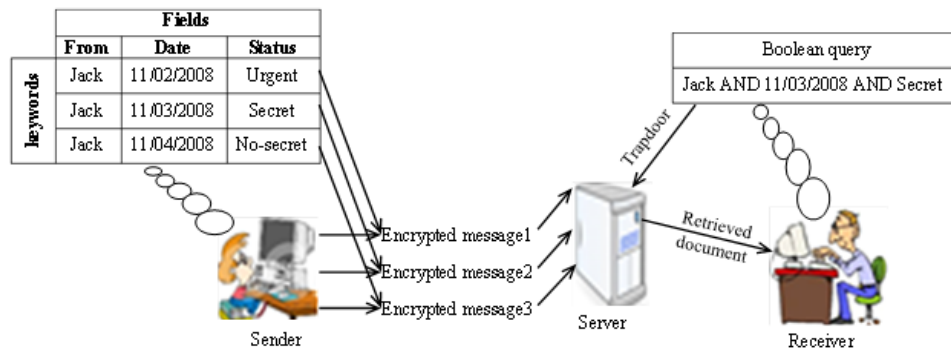 Fields
From Date Status
keywords
Jack 11/02/2008 Urgent
Jack 11/03/2008 Secret
Jack 11/04/2008 No-secret
Boolean query
Jack AND 11/03/2008 AND Secret
Trapdoor
Encrypted message1
Encrypted message2
Encrypted message3
Retrieved
document
Sender
Server
Receiver